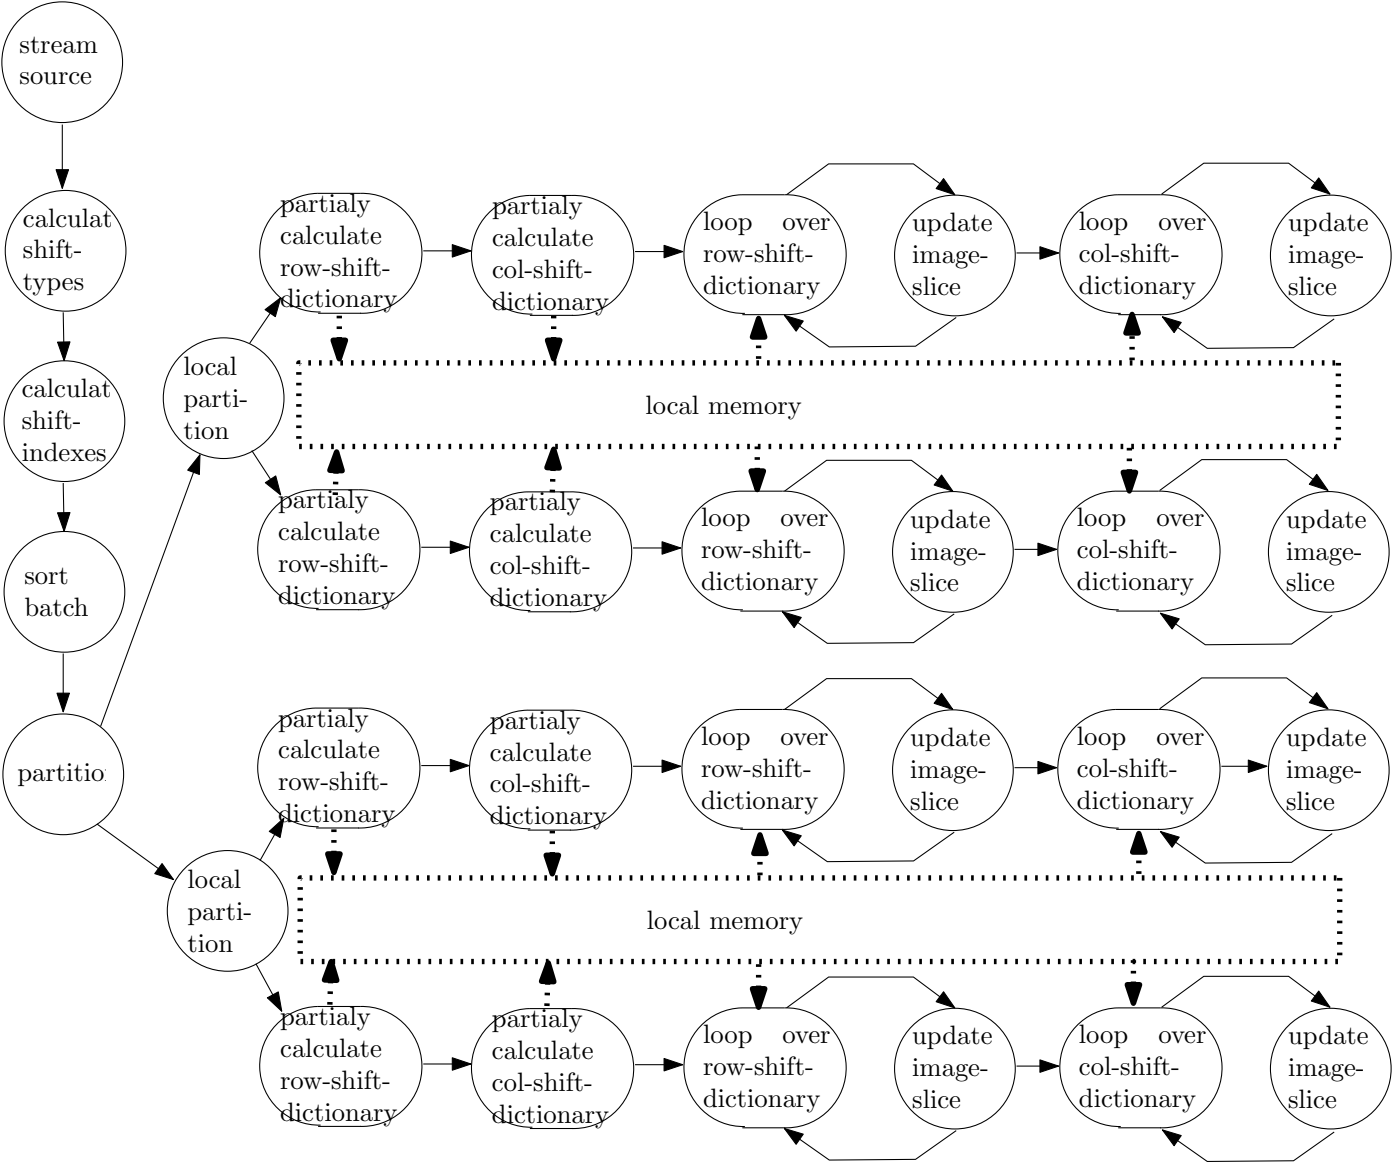 stream
source
calculat
shift-
types
calculat
shift-
indexes
sort
batch
partitio
local
parti-
tion
partialy
calculate
row-shift-
dictionary
partialy
calculate
col-shift-
dictionary
loop over
row-shift-
dictionary
update
image-
slice
loop over
col-shift-
dictionary
update
image-
slice
local memory
partialy
calculate
row-shift-
dictionary
partialy
calculate
col-shift-
dictionary
loop over
row-shift-
dictionary
update
image-
slice
loop over
col-shift-
dictionary
update
image-
slice
local
parti-
tion
partialy
calculate
row-shift-
dictionary
partialy
calculate
col-shift-
dictionary
loop over
row-shift-
dictionary
update
image-
slice
loop over
col-shift-
dictionary
update
image-
slice
local memory
partialy
calculate
row-shift-
dictionary
partialy
calculate
col-shift-
dictionary
loop over
row-shift-
dictionary
update
image-
slice
loop over
col-shift-
dictionary
update
image-
slice